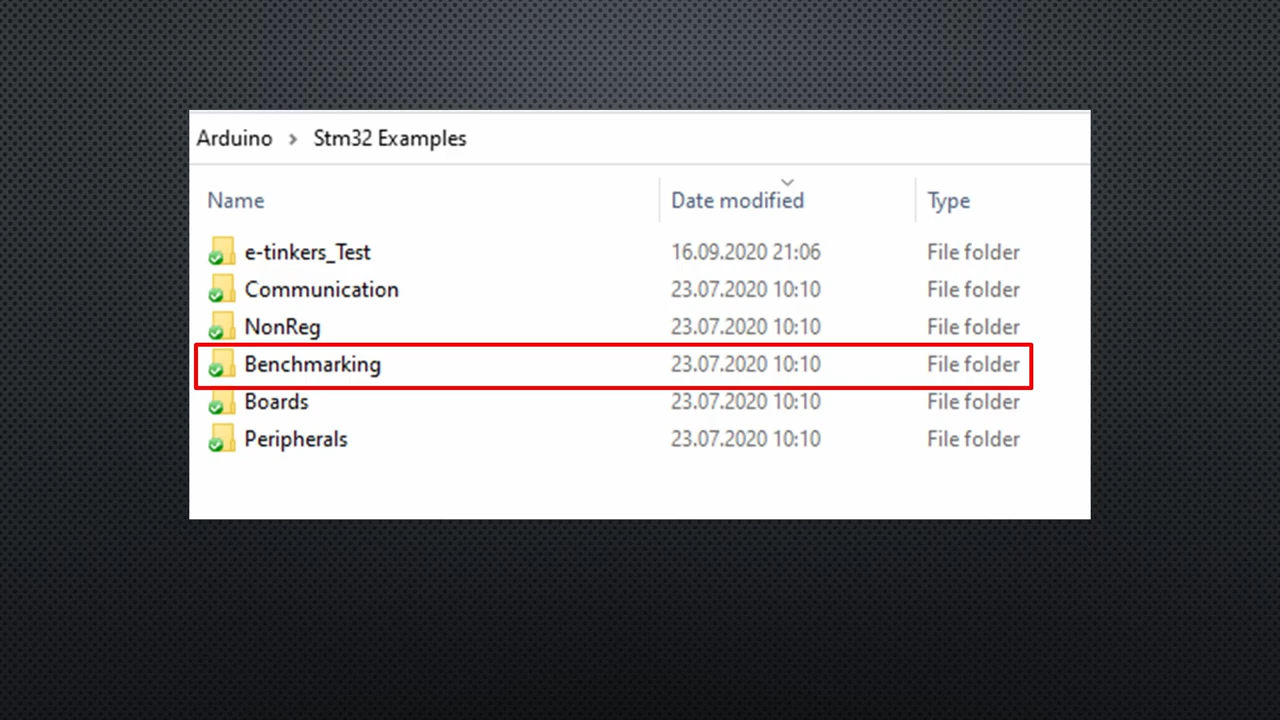 Arduino > Stm32 Examples
Name Date modified Type
e-tinkers_Test 16.09.2020 21:06 File folder
Communication 23.07.2020 10:10 File folder
NonReg 23.07.2020 10:10 File folder
Benchmarking 23.07.2020 10:10 File folder
Boards 23.07.2020 10:10 File folder
Peripherals 23.07.2020 10:10 File folder